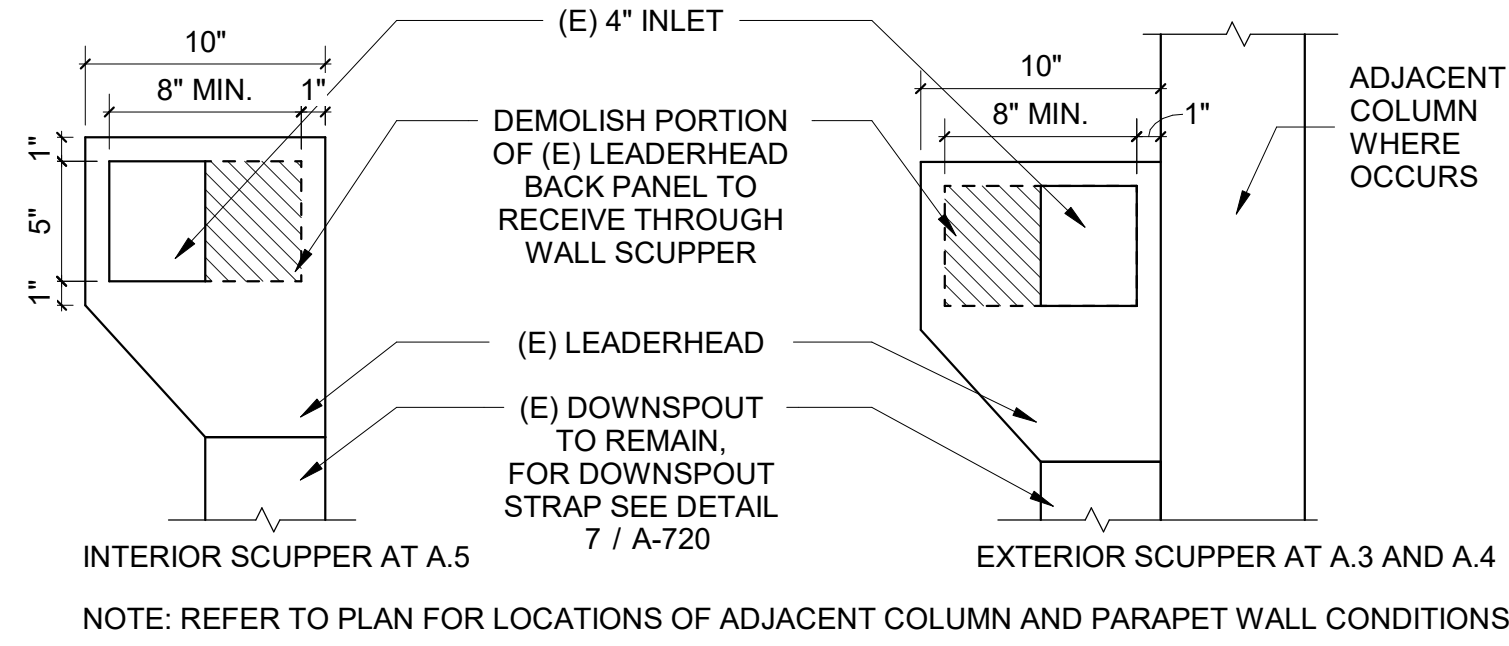 (E) 4" INLET
10"
8" MIN.
1"
1"
5"
1"
DEMOLISH PORTION
OF (E) LEADERHEAD
BACK PANEL TO
RECEIVE THROUGH
WALL SCUPPER
10"
8" MIN.
1"
ADJACENT
COLUMN
WHERE
OCCURS
(E) LEADERHEAD
(E) DOWNSPOUT
TO REMAIN,
FOR DOWNSPOUT
STRAP SEE DETAIL
7 / A-720
INTERIOR SCUPPER AT A.5
EXTERIOR SCUPPER AT A.3 AND A.4
NOTE: REFER TO PLAN FOR LOCATIONS OF ADJACENT COLUMN AND PARAPET WALL CONDITIONS